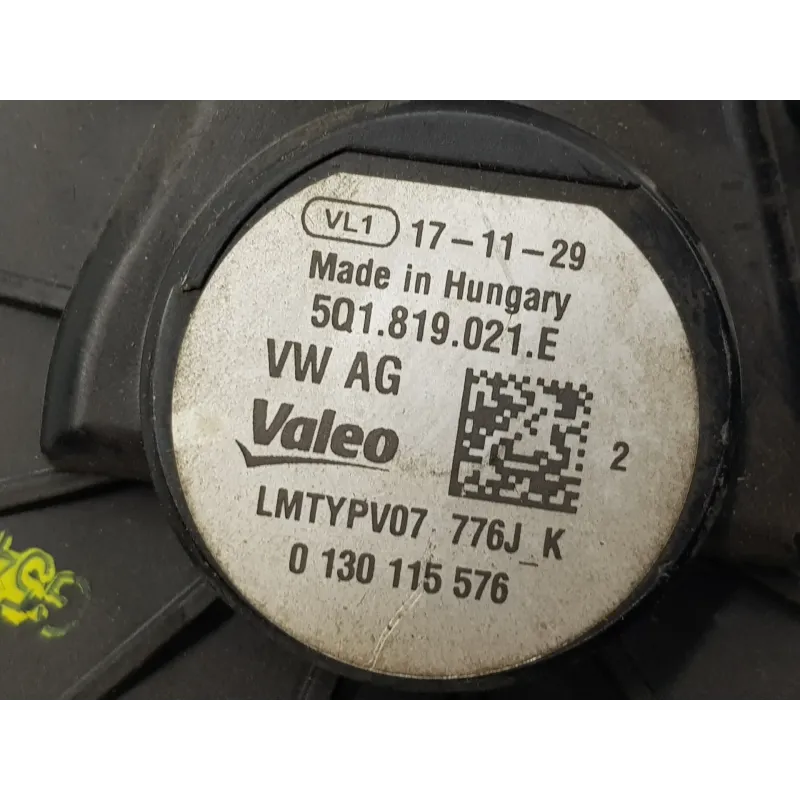 VL1 17-11-29
Made in Hungary
5Q1.819.021.E
VW AG
Valeo
2
LMTYPV07 776J_K
0 130 115 576